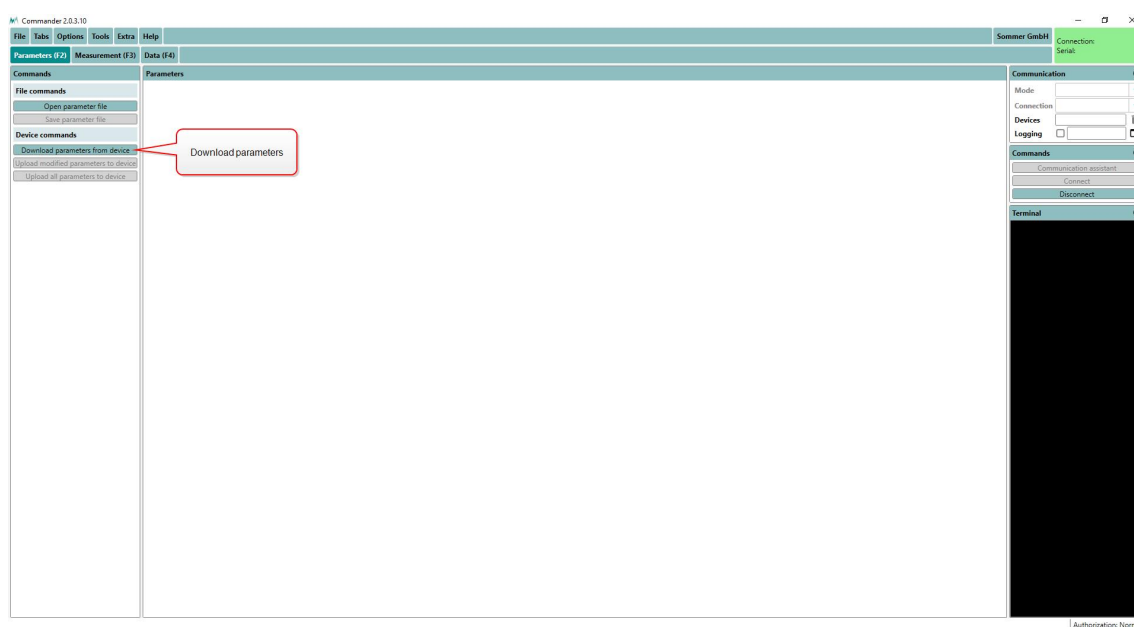 Commander 2.0.3.10
File Tabs Options Tools Extra Help
Sommer GmbH
Connection:
Serial:
Parameters (F2) Measurement (F3) Data (F4)
Commands
File commands
Open parameter file
Save parameter file
Device commands
Download parameters from device
Upload modified parameters to device
Upload all parameters to device
Parameters
Download parameters
Communication
Mode
Connection
Devices
Logging
Commands
Communication assistant
Connect
Disconnect
Terminal
Authorization: